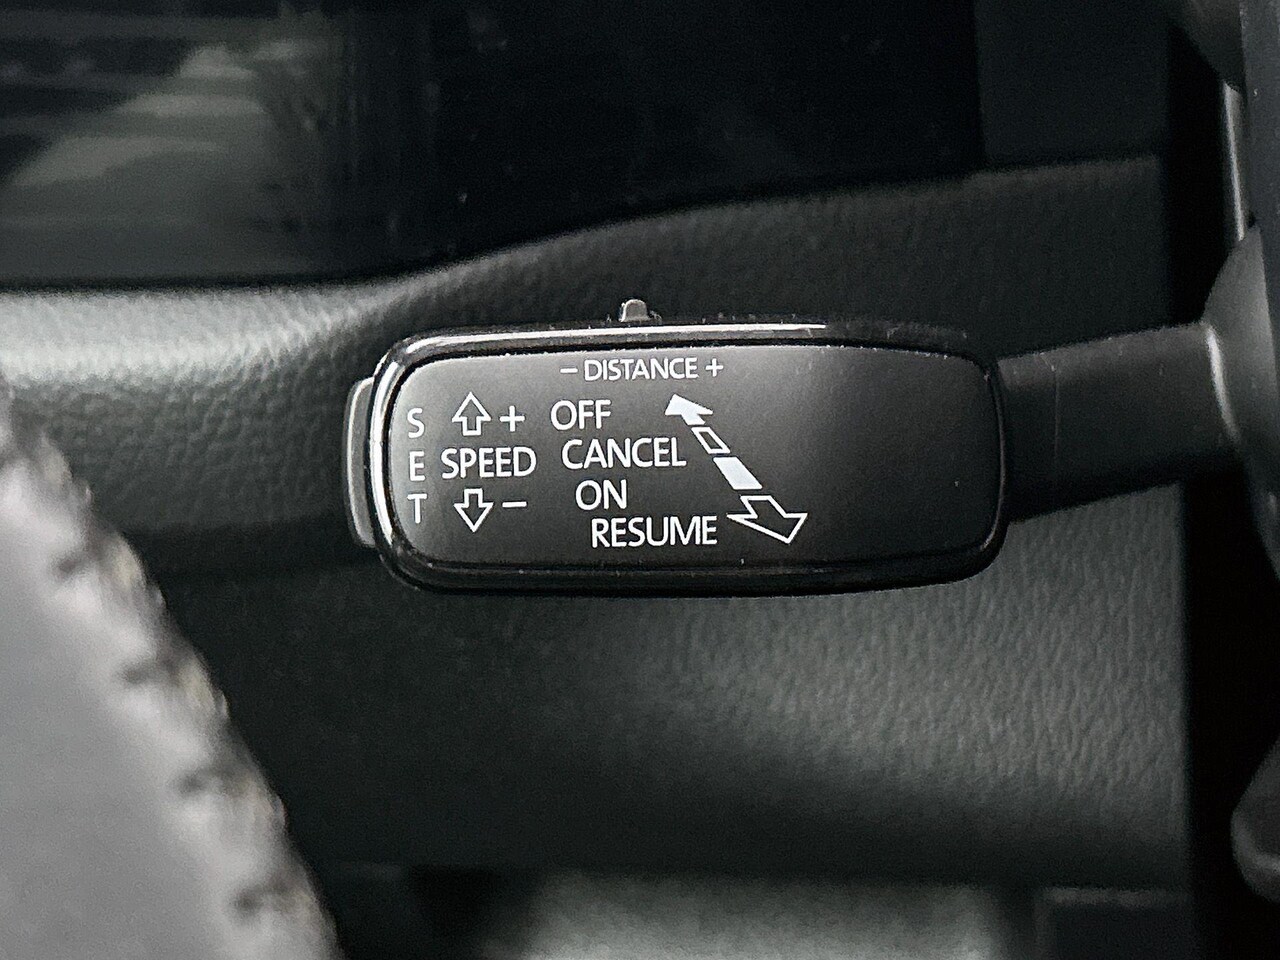 − DISTANCE +
S + OFF
E SPEED CANCEL
T − ON
RESUME